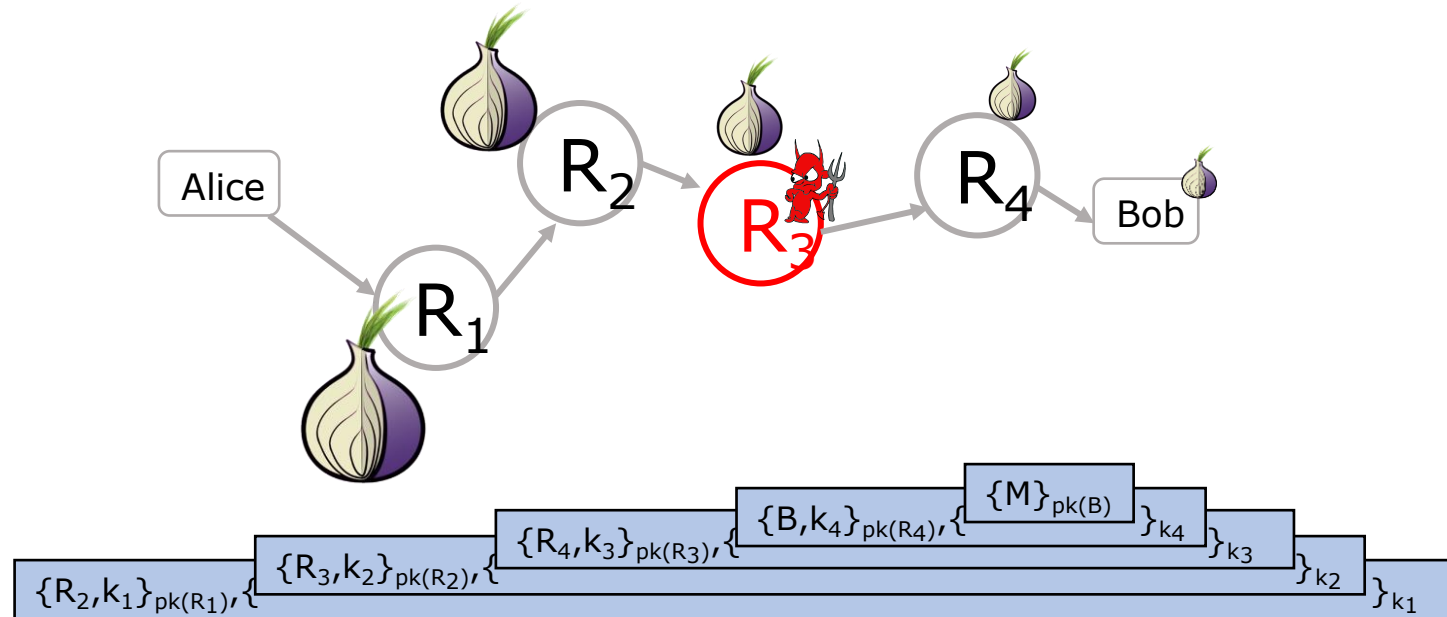 Alice
R₁
R₂
R₃
R₄
Bob
{M}pk(B)
{B,k₄}pk(R₄),{ }k₄
{R₄,k₃}pk(R₃),{ }k₃
{R₃,k₂}pk(R₂),{ }k₂
{R₂,k₁}pk(R₁),{ }k₁